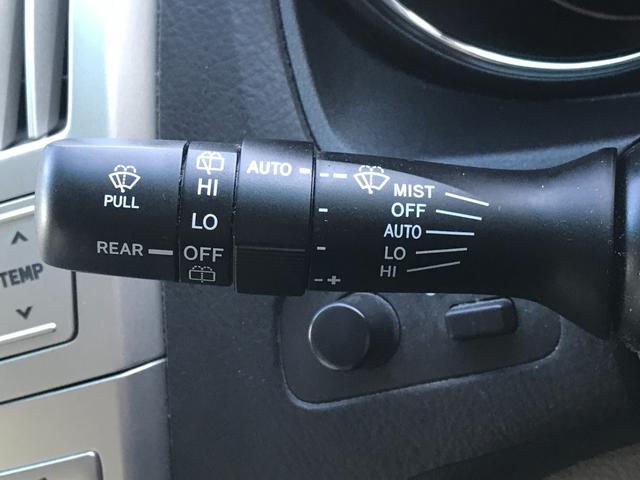 PULL
REAR
HI
LO
OFF
AUTO
- +
MIST
OFF
AUTO
LO
HI
TEMP